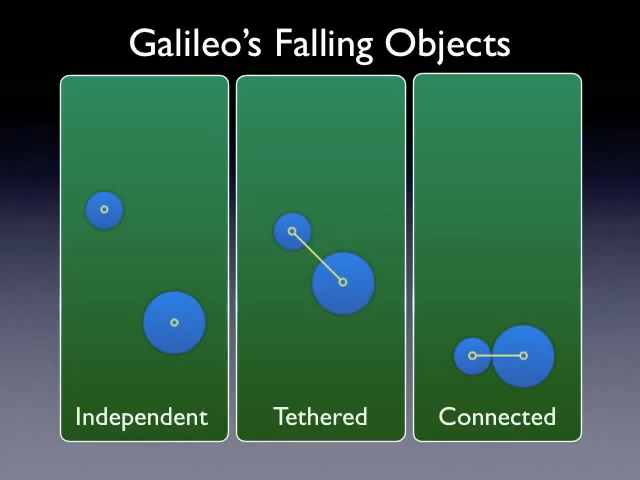 Galileo’s Falling Objects
Independent
Tethered
Connected